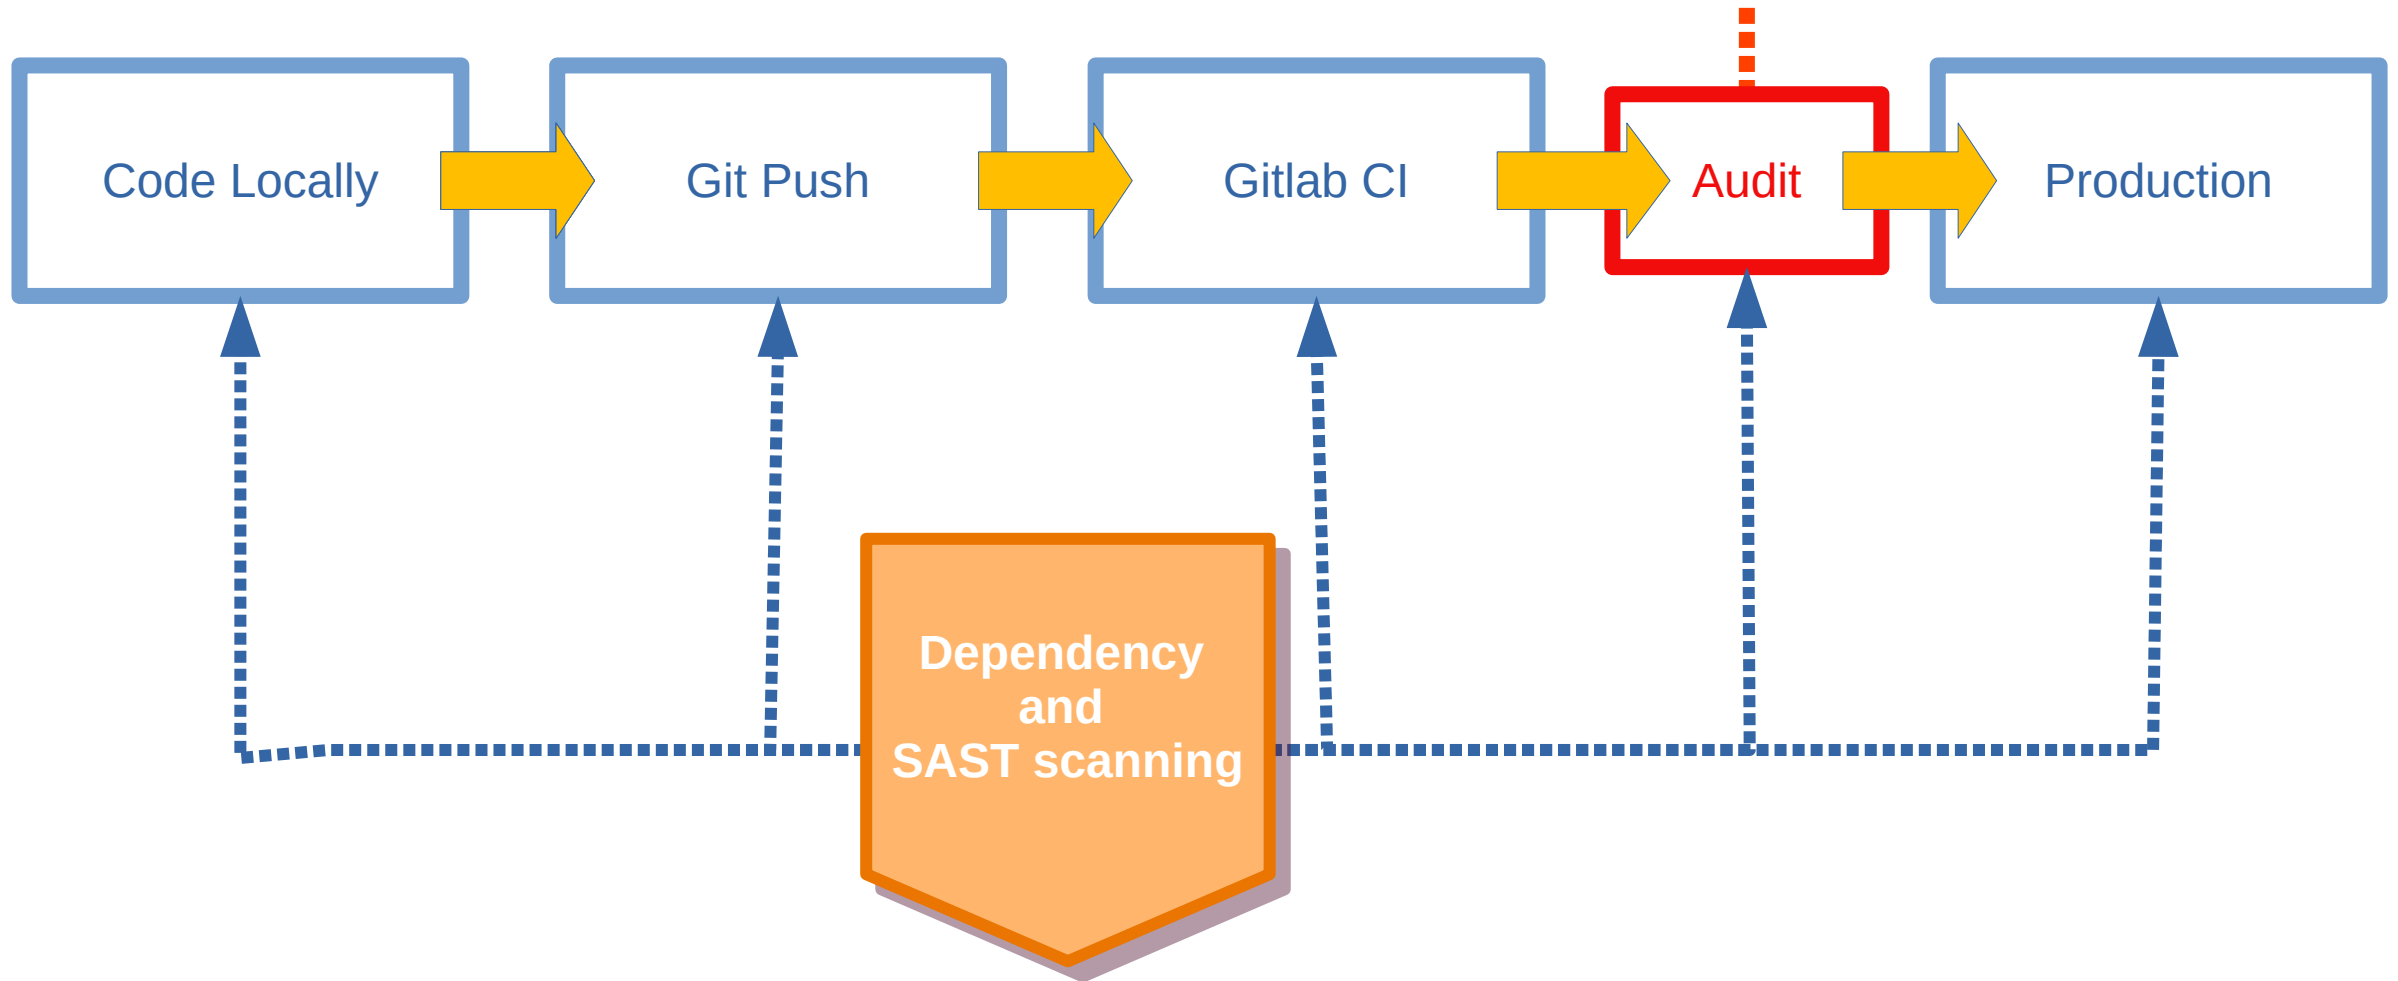 Code Locally
Git Push
Gitlab CI
Audit
Production
Dependency
and
SAST scanning